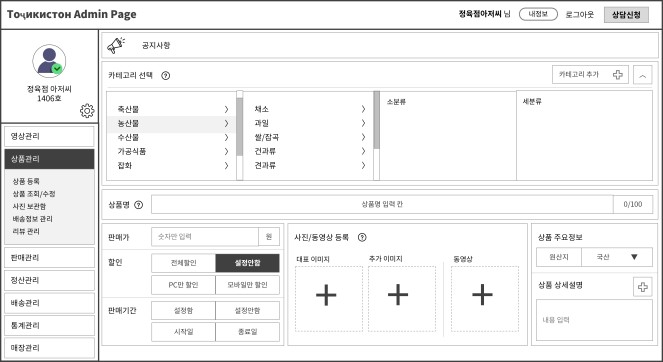 Тоҷикистон Admin Page
정육점아저씨 님
내정보
로그아웃
상담신청
정육점 아저씨
1406호
영상관리
상품관리
상품 등록
상품 조회/수정
사진 보관함
배송정보 관리
리뷰 관리
판매관리
정산관리
배송관리
통계관리
매장관리
공지사항
카테고리 선택 ?
카테고리 추가
축산물
농산물
수산물
가공식품
잡화
채소
과일
쌀/잡곡
건과류
견과류
소분류
세분류
상품명 ?
상품명 입력 칸
0/100
판매가
숫자만 입력
원
할인
전체할인
설정안함
PC만 할인
모바일만 할인
판매기간
설정함
설정안함
시작일
종료일
사진/동영상 등록 ?
대표 이미지
추가 이미지
동영상
상품 주요정보
원산지
국산
상품 상세설명
내용 입력